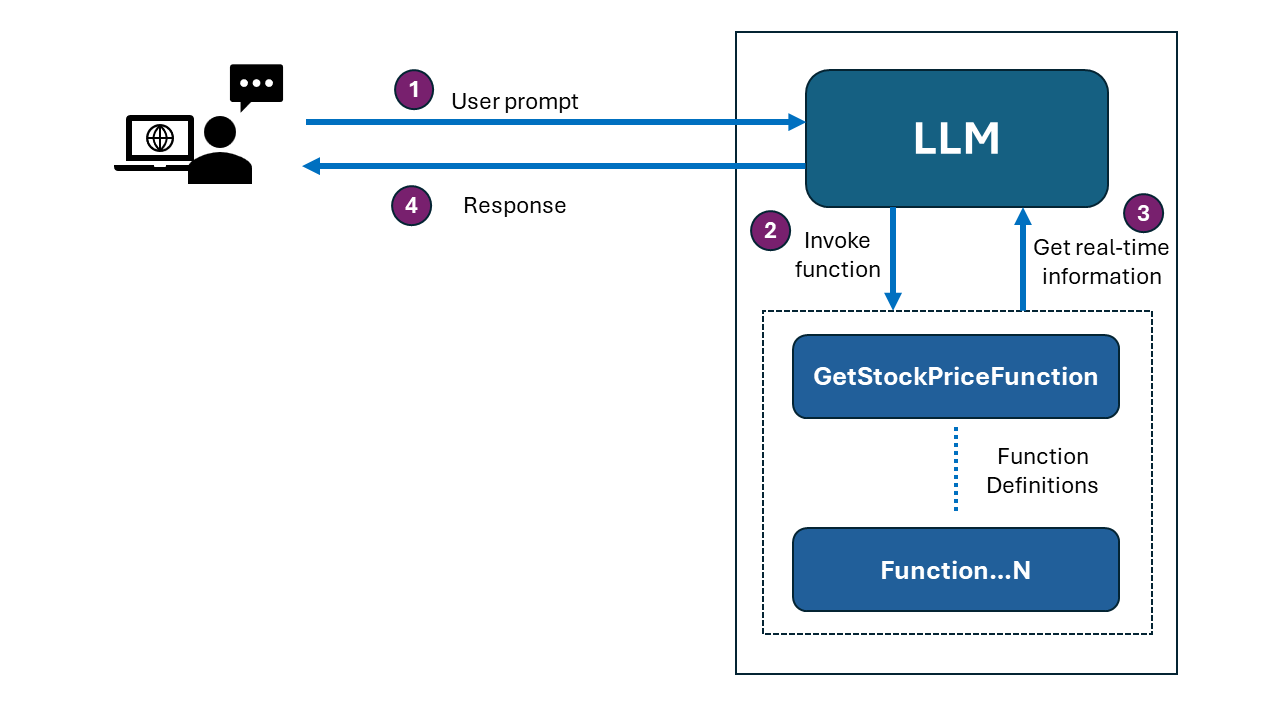 1
User prompt
LLM
4
Response
2
Invoke
function
3
Get real-time
information
GetStockPriceFunction
Function
Definitions
Function...N